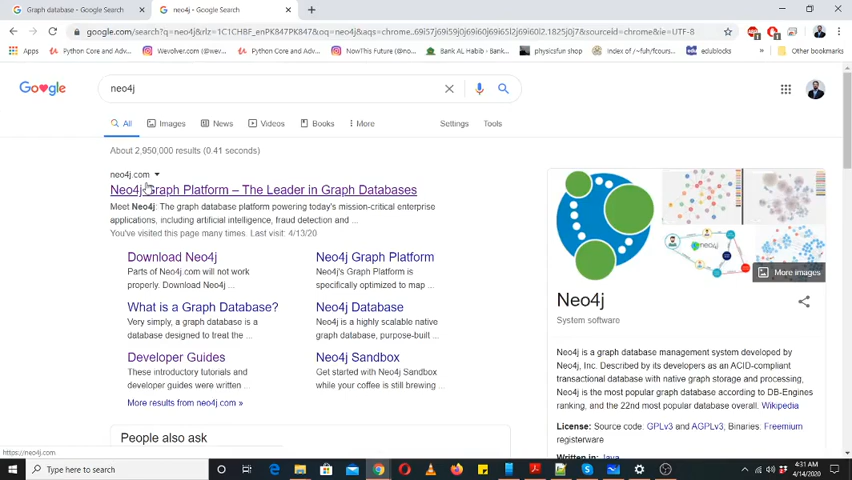 Graph database - Google Search
neo4j - Google Search
google.com/search?q=neo4j&rlz=1C1CHBF_enPK847PK847&oq=neo4j&aqs=chrome..69i57j69i59l2j0j69i60j69i65l2j69i60l2.1825j0j7&sourceid=chrome&ie=UTF-8
Apps Python Core and Adv... Wevolver.com (@wev... Python Core and Adv... NowThis Future (@no... Bank AL Habib - Ban... physicsfun shop Index of /~fuh/fcours... edublocks » Other bookmarks
neo4j
All Images News Videos Books More Settings Tools
About 2,950,000 results (0.41 seconds)
neo4j.com
Neo4j Graph Platform – The Leader in Graph Databases
Meet Neo4j: The graph database platform powering today's mission-critical enterprise
applications, including artificial intelligence, fraud detection and ...
You've visited this page many times. Last visit: 4/13/20
Download Neo4j
Parts of Neo4j.com will not work
properly. Download Neo4j ...
Neo4j Graph Platform
Neo4j's Graph Platform is
specifically optimized to map ...
What is a Graph Database?
Very simply, a graph database is a
database designed to treat the ...
Neo4j Database
Neo4j is a highly scalable native
graph database, purpose-built ...
Developer Guides
These introductory tutorials and
developer guides were written ...
Neo4j Sandbox
Get started with Neo4j Sandbox
while your coffee is still brewing ...
More results from neo4j.com »
People also ask
neo4j
More images
Neo4j
System software
Neo4j is a graph database management system developed by
Neo4j, Inc. Described by its developers as an ACID-compliant
transactional database with native graph storage and processing,
Neo4j is the most popular graph database according to DB-Engines
ranking, and the 22nd most popular database overall. Wikipedia
License: Source code: GPLv3 and AGPLv3, Binaries: Freemium
registerware
Written in: Java
https://neo4j.com
Type here to search
4:31 AM
4/14/2020